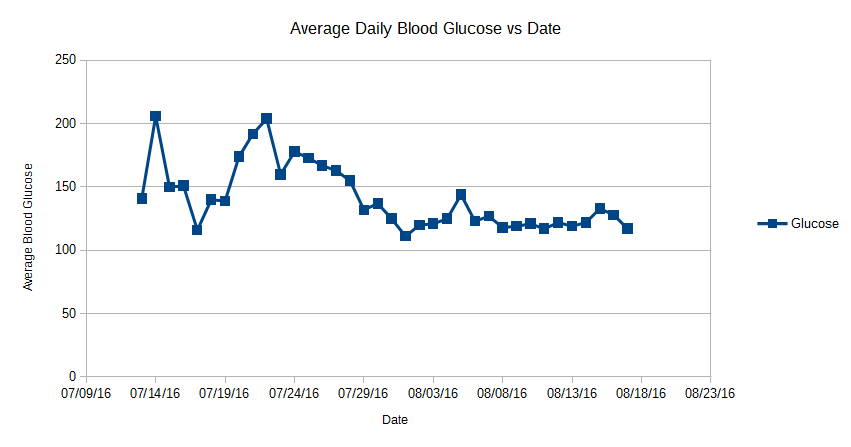 Average Daily Blood Glucose vs Date
Average Blood Glucose
250
200
150
100
50
0
07/09/16 07/14/16 07/19/16 07/24/16 07/29/16 08/03/16 08/08/16 08/13/16 08/18/16 08/23/16
Date
Glucose